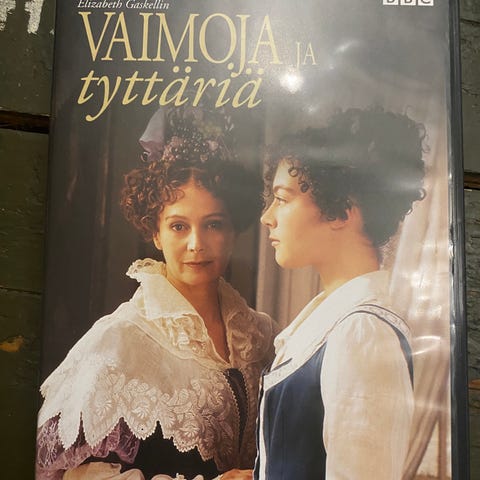 Elizabeth Gaskellin
BBC
VAIMOJA JA
tyttäriä